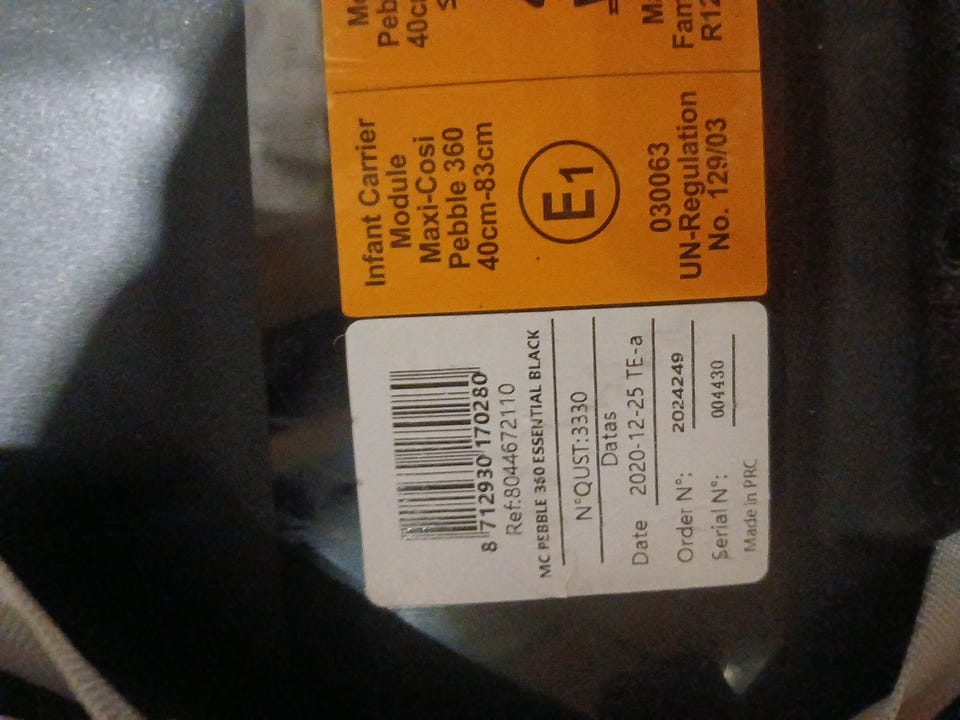 Infant Carrier
Module
Maxi-Cosi
Pebble 360
40cm-83cm
E1
030063
UN-Regulation
No. 129/03
8 712930 170280
Ref:8044672110
MC PEBBLE 360 ESSENTIAL BLACK
N°QUST:3330
Datas
Date 2020-12-25 TE-a
Order N°: 2024249
Serial N°: 004430
Made in PRC